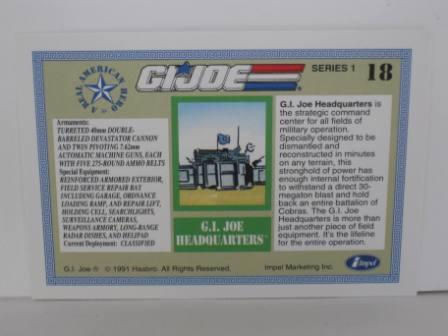 A REAL AMERICAN HERO
G.I. JOE
SERIES 1
18
Armaments:
TURRETED 40mm DOUBLE-
BARRELED DEVASTATOR CANNON
AND TWIN PIVOTING 7.62mm
AUTOMATIC MACHINE GUNS, EACH
WITH FIVE 275-ROUND AMMO BELTS
Special Equipment:
REINFORCED ARMORED EXTERIOR,
FIELD SERVICE REPAIR BAY
INCLUDING GARAGE, ORDNANCE
LOADING RAMP, AND REPAIR LIFT,
HOLDING CELL, SEARCHLIGHTS,
SURVEILLANCE CAMERAS,
WEAPONS ARMORY, LONG-RANGE
RADAR DISHES, AND HELIPAD
Current Deployment: CLASSIFIED
G.I. JOE
HEADQUARTERS
G.I. Joe Headquarters is
the strategic command
center for all fields of
military operation.
Specially designed to be
dismantled and
reconstructed in minutes
on any terrain, this
stronghold of power has
enough internal fortification
to withstand a direct 30-
megaton blast and hold
back an entire battalion of
Cobras. The G.I. Joe
Headquarters is more than
just another piece of field
equipment. It's the lifeline
for the entire operation.
G.I. Joe ® © 1991 Hasbro. All Rights Reserved.
Impel Marketing Inc.
impel